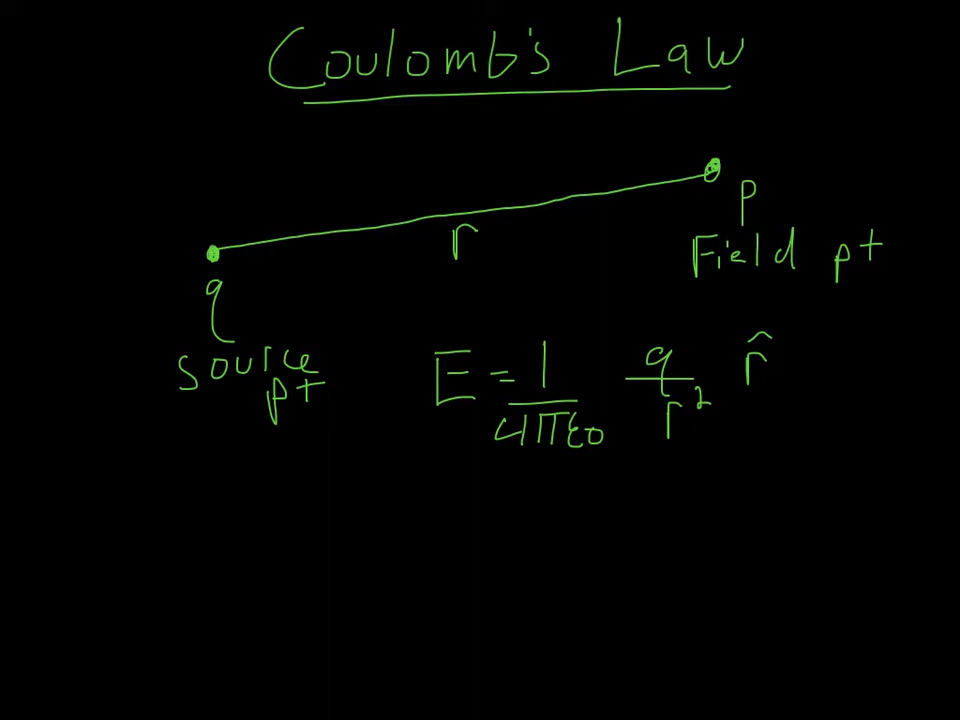 Coulomb's Law
r
p
Field pt
q
source
pt
E = 1/4πε0 q/r² r̂